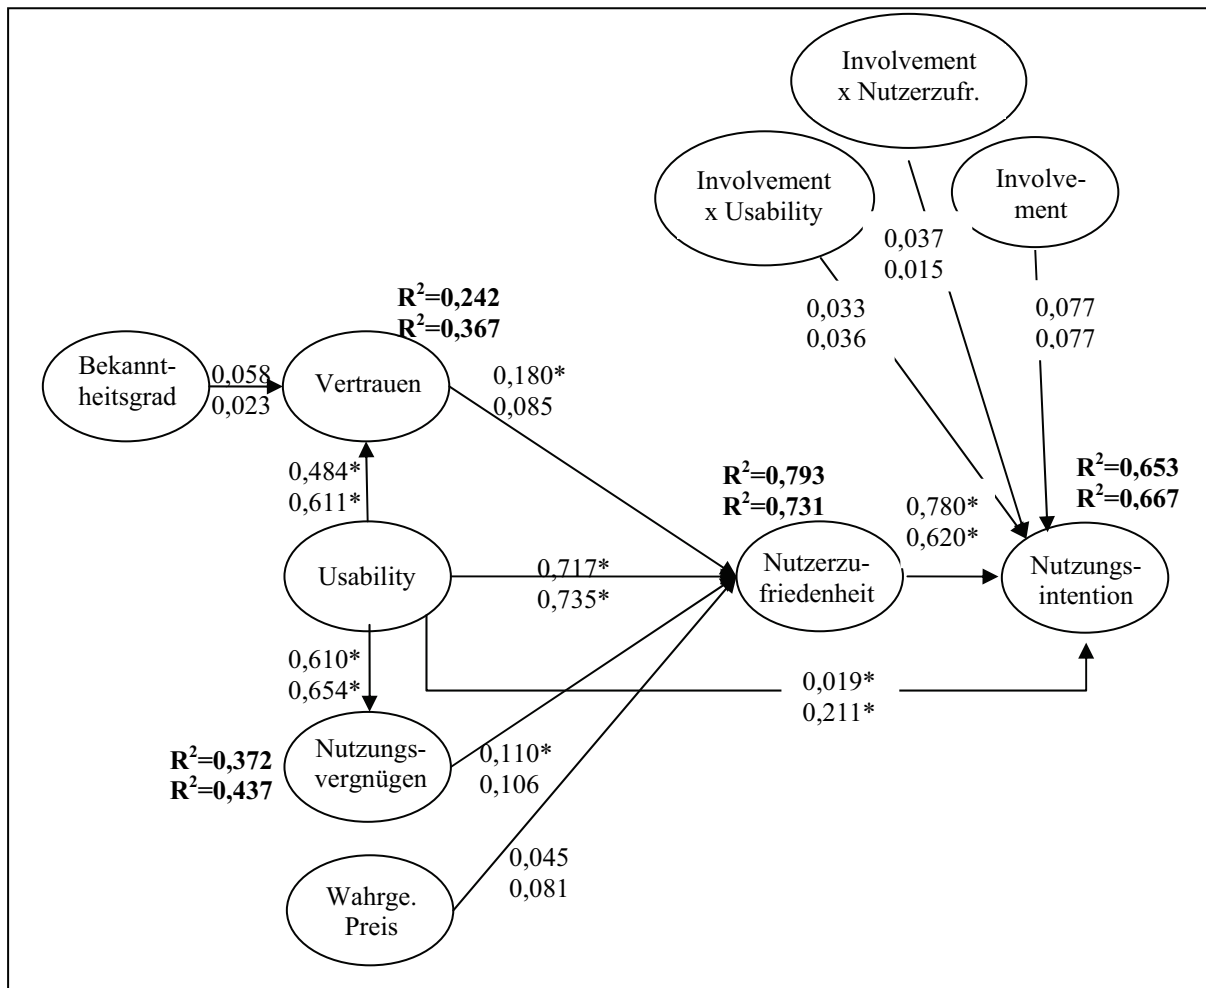 Involvement
x Nutzerzufr.
Involvement
x Usability
Involve-
ment
0,037
0,015
0,033
0,036
0,077
0,077
R²=0,242
R²=0,367
Bekannt-
heitsgrad
0,058
0,023
Vertrauen
0,180*
0,085
0,484*
0,611*
R²=0,793
R²=0,731
R²=0,653
R²=0,667
0,780*
0,620*
Usability
0,717*
0,735*
Nutzerzu-
friedenheit
Nutzungs-
intention
0,610*
0,654*
0,019*
0,211*
R²=0,372
R²=0,437
Nutzungs-
vergnügen
0,110*
0,106
0,045
0,081
Wahrge.
Preis